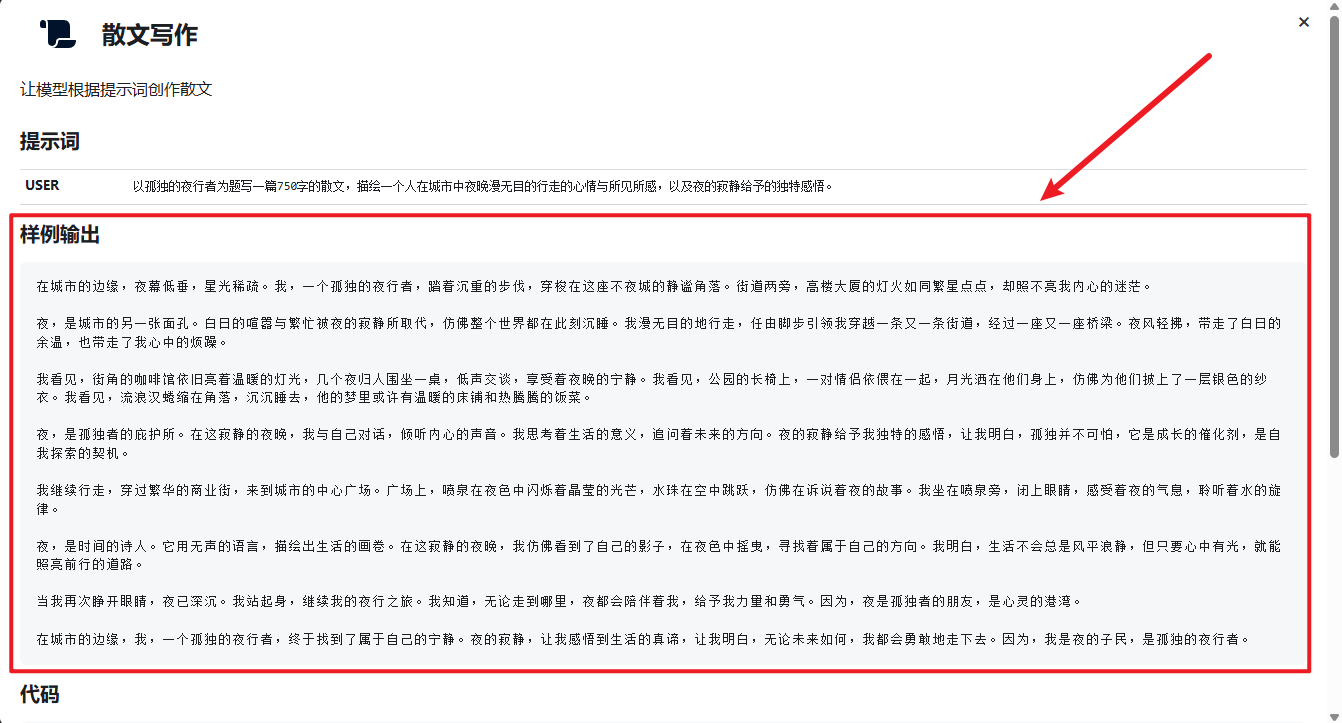 散文写作
让模型根据提示词创作散文
提示词
USER 以孤独的夜行者为题写一篇750字的散文，描绘一个人在城市中夜晚漫无目的行走的心情与所见所感，以及夜的寂静给予的独特感悟。
样例输出
在城市的边缘，夜幕低垂，星光稀疏。我，一个孤独的夜行者，踏着沉重的步伐，穿梭在这座不夜城的静谧角落。街道两旁，高楼大厦的灯火如同繁星点点，却照不亮我内心的迷茫。
夜，是城市的另一张面孔。白日的喧嚣与繁忙被夜的寂静所取代，仿佛整个世界都在此刻沉睡。我漫无目的地行走，任由脚步引领我穿越一条又一条街道，经过一座又一座桥梁。夜风轻拂，带走了白日的
余温，也带走了我心中的烦躁。
我看见，街角的咖啡馆依旧亮着温暖的灯光，几个夜归人围坐一桌，低声交谈，享受着夜晚的宁静。我看见，公园的长椅上，一对情侣依偎在一起，月光洒在他们身上，仿佛为他们披上了一层银色的纱
衣。我看见，流浪汉蜷缩在角落，沉沉睡去，他的梦里或许有温暖的床铺和热腾腾的饭菜。
夜，是孤独者的庇护所。在这寂静的夜晚，我与自己对话，倾听内心的声音。我思考着生活的意义，追问着未来的方向。夜的寂静给予我独特的感悟，让我明白，孤独并不可怕，它是成长的催化剂，是自
我探索的契机。
我继续行走，穿过繁华的商业街，来到城市的中心广场。广场上，喷泉在夜色中闪烁着晶莹的光芒，水珠在空中跳跃，仿佛在诉说着夜的故事。我坐在喷泉旁，闭上眼睛，感受着夜的气息，聆听着水的旋
律。
夜，是时间的诗人。它用无声的语言，描绘出生活的画卷。在这寂静的夜晚，我仿佛看到了自己的影子，在夜色中摇曳，寻找着属于自己的方向。我明白，生活不会总是风平浪静，但只要心中有光，就能
照亮前行的道路。
当我再次睁开眼睛，夜已深沉。我站起身，继续我的夜行之旅。我知道，无论走到哪里，夜都会陪伴着我，给予我力量和勇气。因为，夜是孤独者的朋友，是心灵的港湾。
在城市的边缘，我，一个孤独的夜行者，终于找到了属于自己的宁静。夜的寂静，让我感悟到生活的真谛，让我明白，无论未来如何，我都会勇敢地走下去。因为，我是夜的子民，是孤独的夜行者。
代码